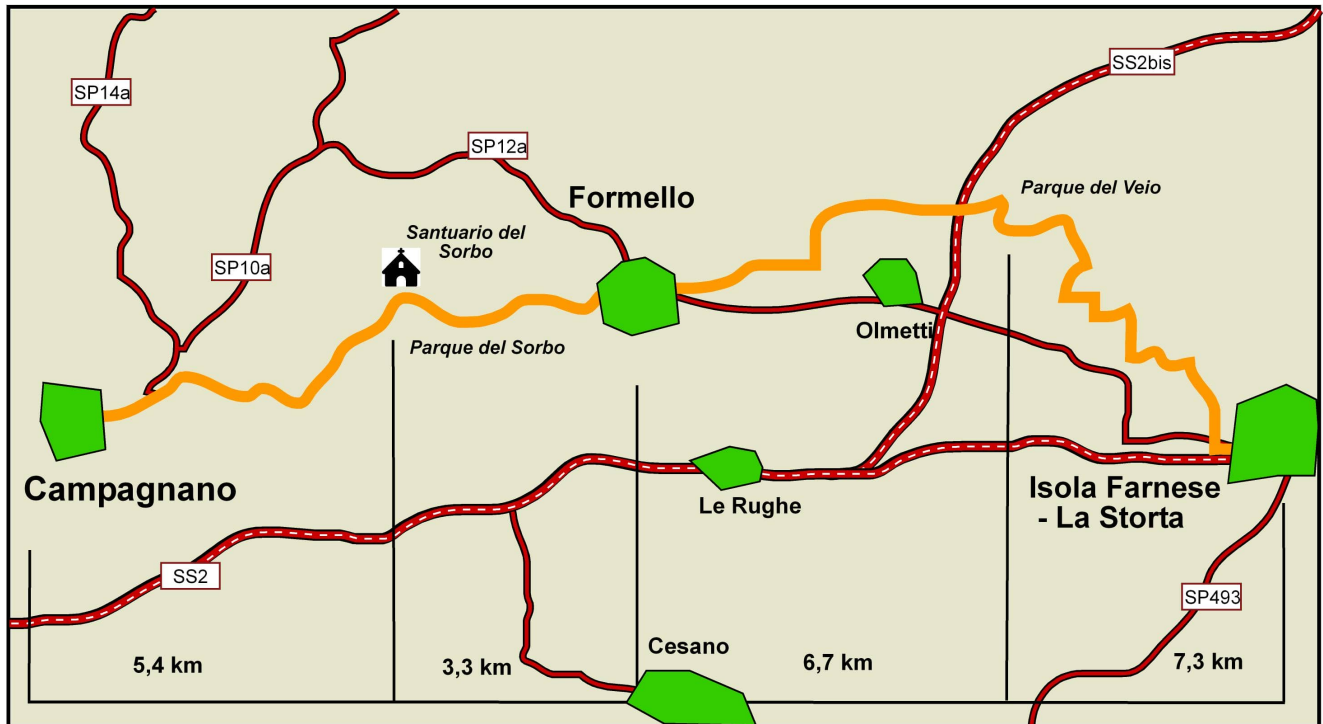 SS2bis
SP14a
SP12a
Parque del Veio
Formello
Santuario del
Sorbo
SP10a
Olmetti
Parque del Sorbo
Campagnano
Le Rughe
Isola Farnese
- La Storta
SS2
SP493
Cesano
5,4 km
3,3 km
6,7 km
7,3 km